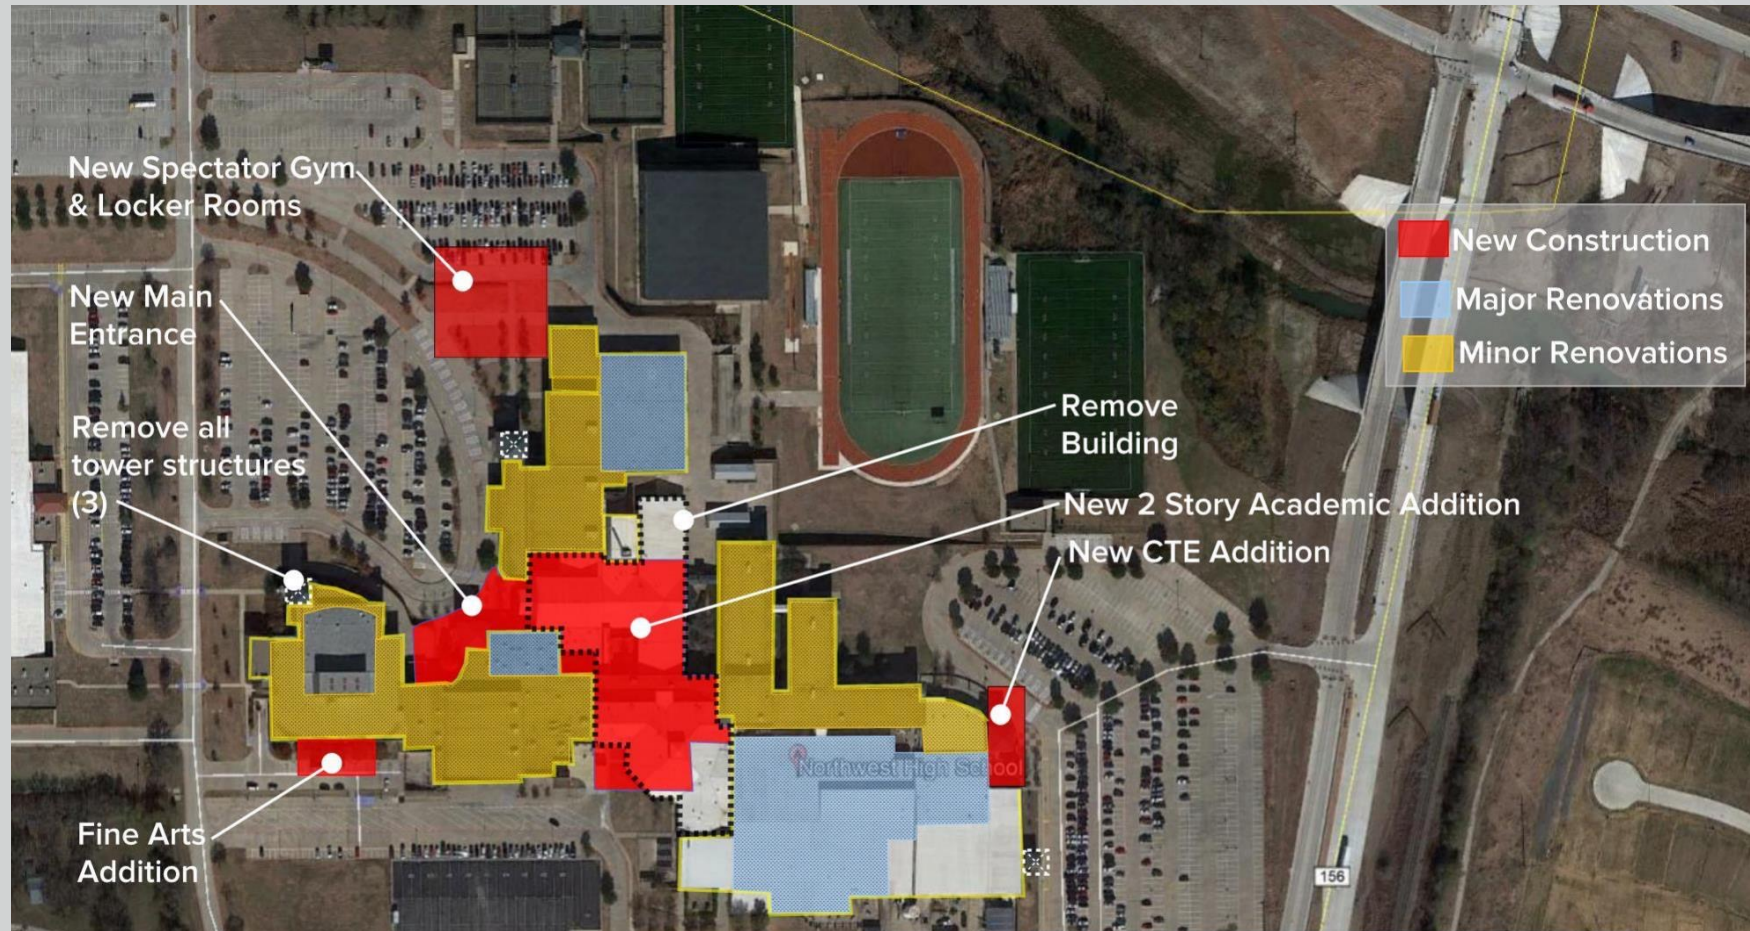 New Spectator Gym
& Locker Rooms
New Main
Entrance
Remove all
tower structures
(3)
Fine Arts
Addition
Remove
Building
New 2 Story Academic Addition
New CTE Addition
New Construction
Major Renovations
Minor Renovations
Northwest High School
156